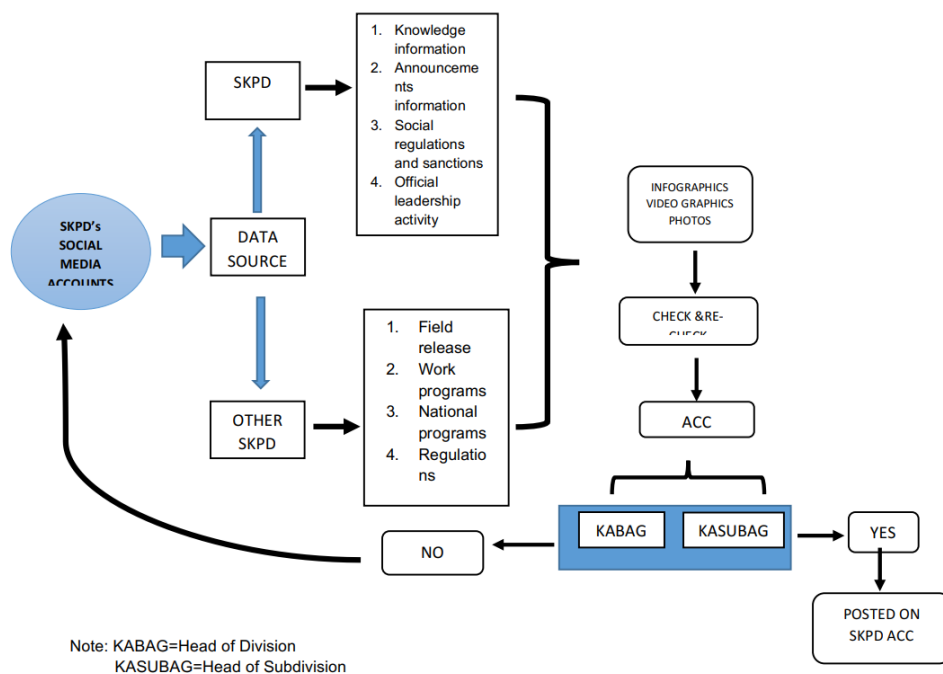 SKPD's
SOCIAL
MEDIA
ACCOUNTS
DATA
SOURCE
SKPD
1. Knowledge
information
2. Announceme
nts
information
3. Social
regulations
and sanctions
4. Official
leadership
activity
OTHER
SKPD
1. Field
release
2. Work
programs
3. National
programs
4. Regulatio
ns
INFOGRAPHICS
VIDEO GRAPHICS
PHOTOS
CHECK &RE-
CHECK
ACC
KABAG
KASUBAG
NO
YES
POSTED ON
SKPD ACC
Note: KABAG=Head of Division
KASUBAG=Head of Subdivision